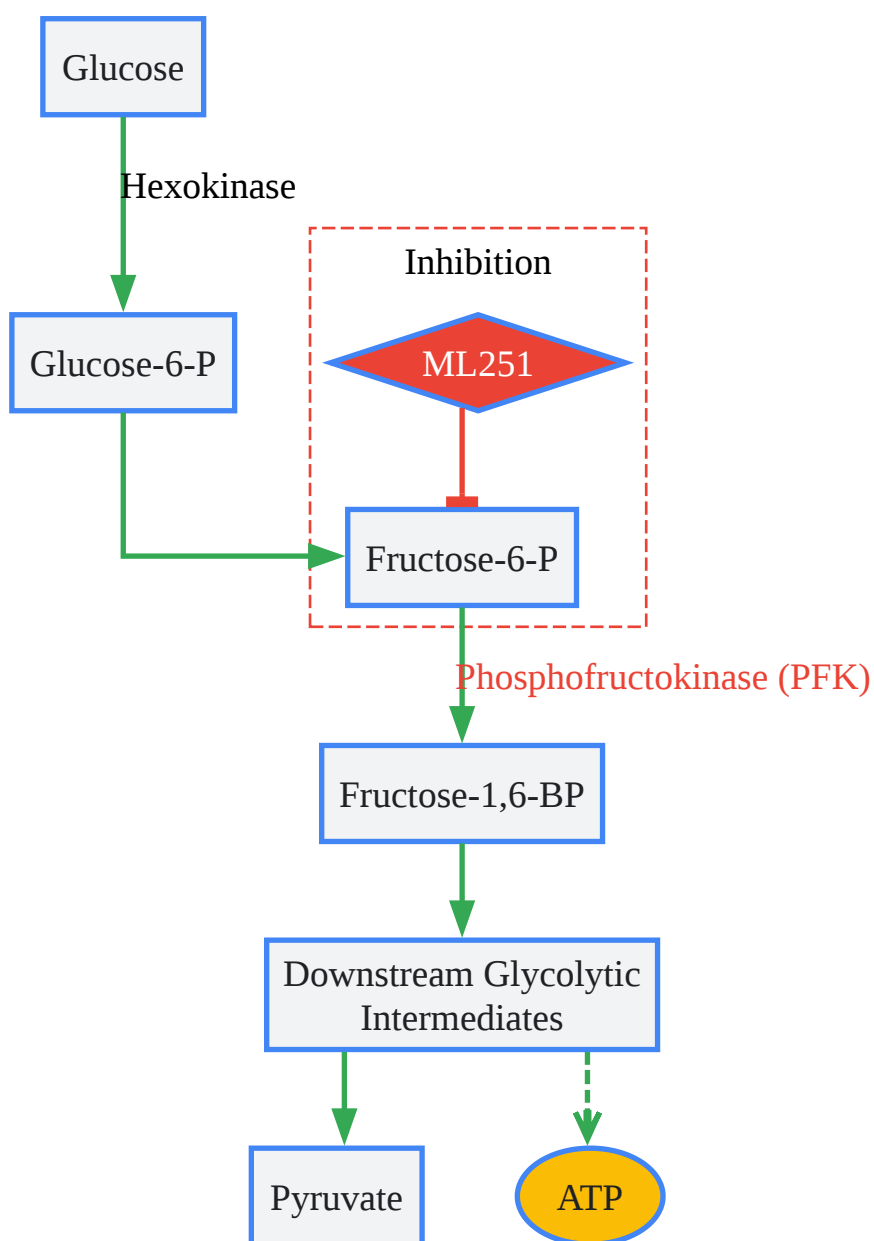 Glucose
Hexokinase
Inhibition
Glucose-6-P
ML251
Fructose-6-P
Phosphofructokinase (PFK)
Fructose-1,6-BP
Downstream Glycolytic
Intermediates
Pyruvate
ATP